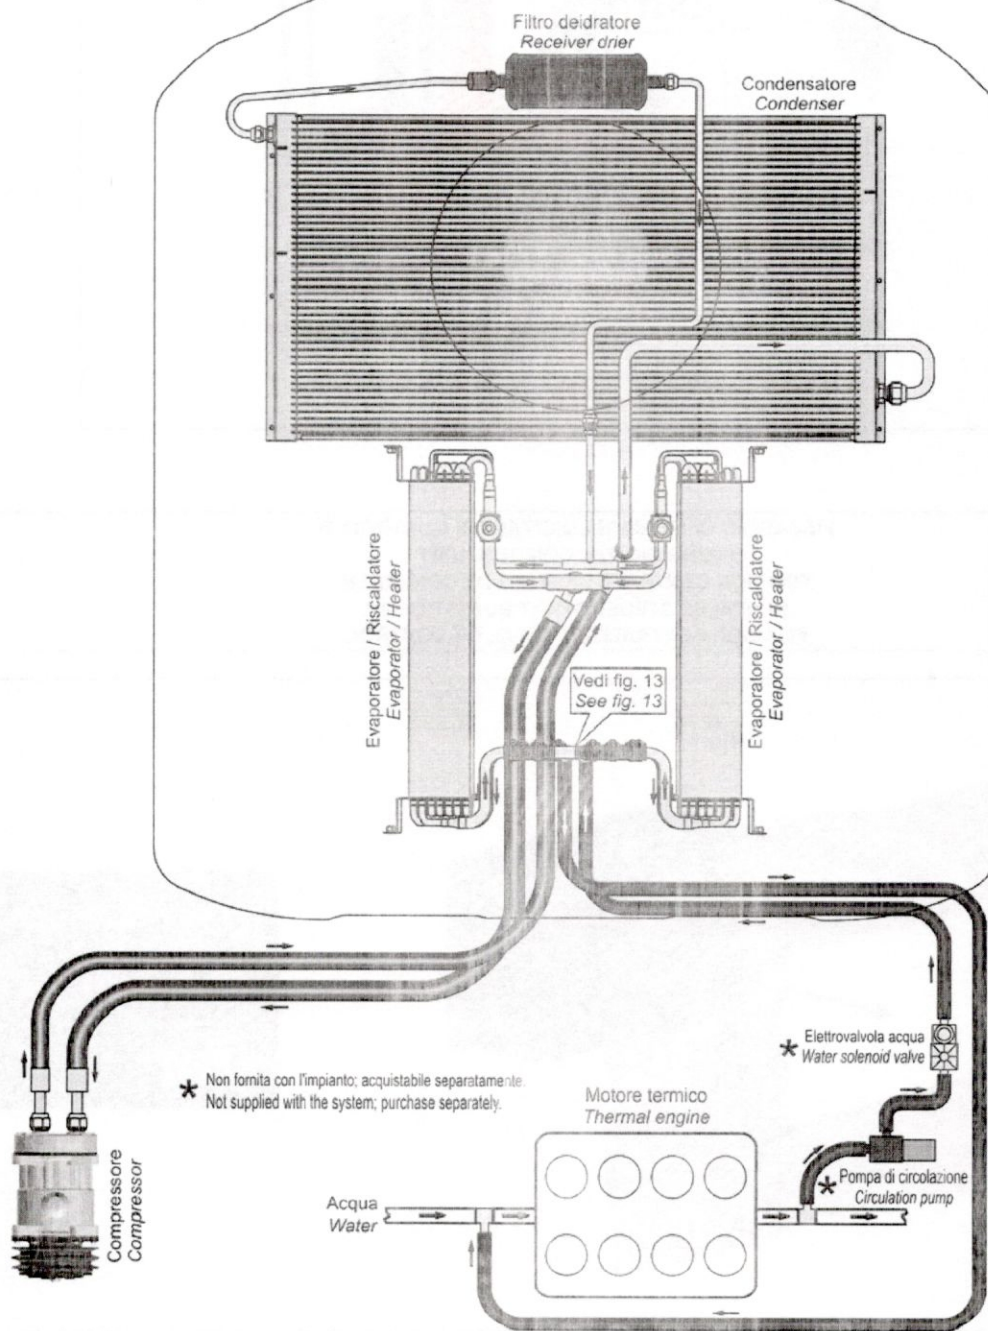 Filtro deidratore
Receiver drier
Condensatore
Condenser
Evaporatore / Riscaldatore
Evaporator / Heater
Evaporatore / Riscaldatore
Evaporator / Heater
Vedi fig. 13
See fig. 13
* Elettrovalvola acqua
Water solenoid valve
* Non fornita con l'impianto; acquistabile separatamente.
Not supplied with the system; purchase separately.
Motore termico
Thermal engine
* Pompa di circolazione
Circulation pump
Compressore
Compressor
Acqua
Water